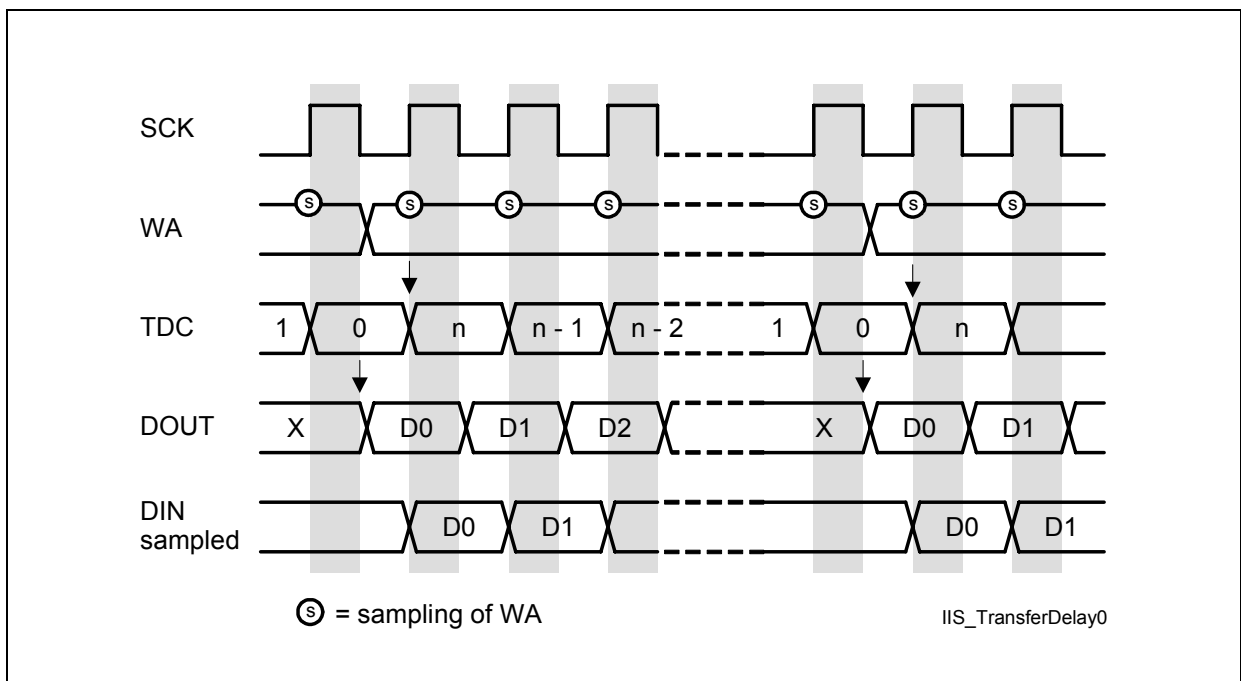 SCK
S S S S S S S
WA
TDC 1 0 n n - 1 n - 2 1 0 n
DOUT X D0 D1 D2 X D0 D1
DIN
sampled D0 D1 D0 D1
S = sampling of WA
IIS_TransferDelay0